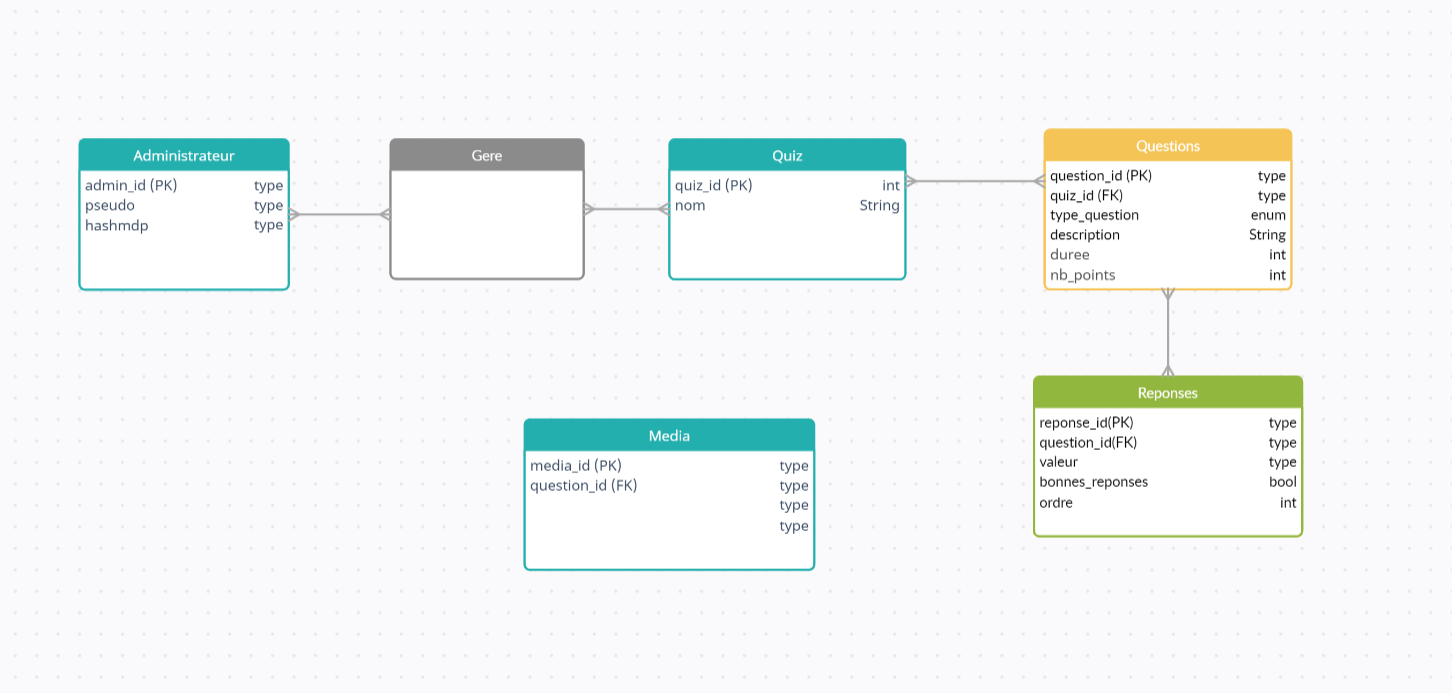 Administrateur
admin_id (PK) type
pseudo type
hashmdp type
Gere
Quiz
quiz_id (PK) int
nom String
Questions
question_id (PK) type
quiz_id (FK) type
type_question enum
description String
duree int
nb_points int
Media
media_id (PK) type
question_id (FK) type
type
type
Reponses
reponse_id(PK) type
question_id(FK) type
valeur type
bonnes_reponses bool
ordre int